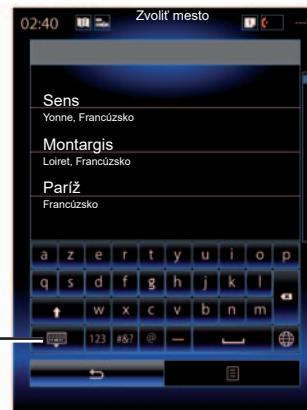 02:40 Zvoliť mesto
Sens
Yonne, Francúzsko
Montargis
Loiret, Francúzsko
Paríž
Francúzsko
a z e r t y u i o p
q s d f g h j k l
w x c v b n m
123 #&? @ —